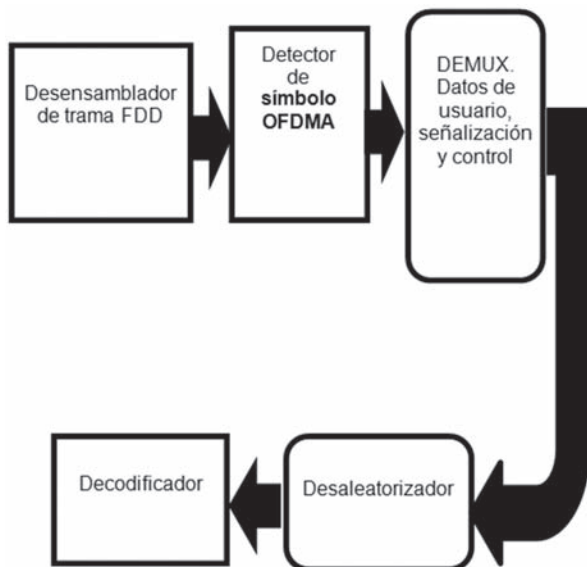 Desensamblador
de trama FDD
Detector
de
símbolo
OFDMA
DEMUX.
Datos de
usuario,
señalización
y control
Desaleatorizador
Decodificador